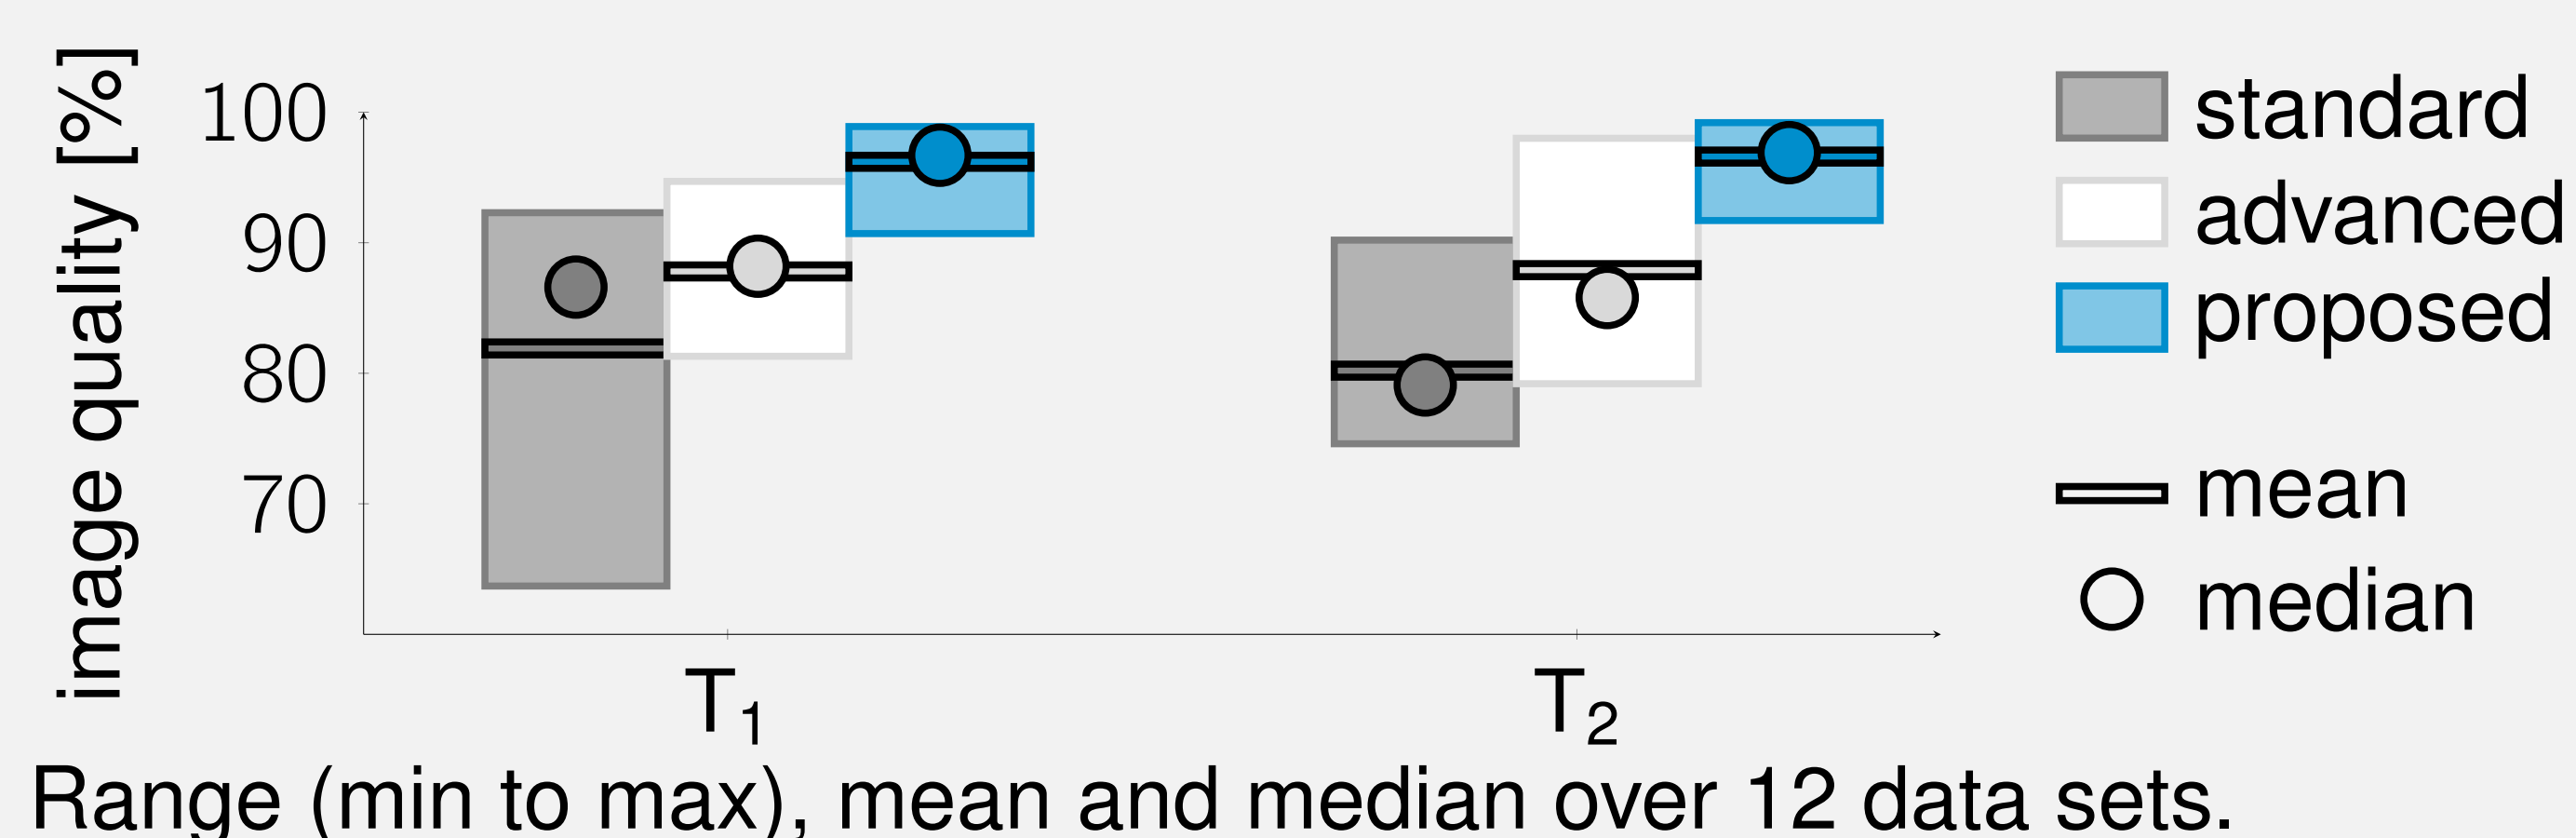 image quality [%]
100
90
80
70
T₁
T₂
standard
advanced
proposed
mean
median
Range (min to max), mean and median over 12 data sets.